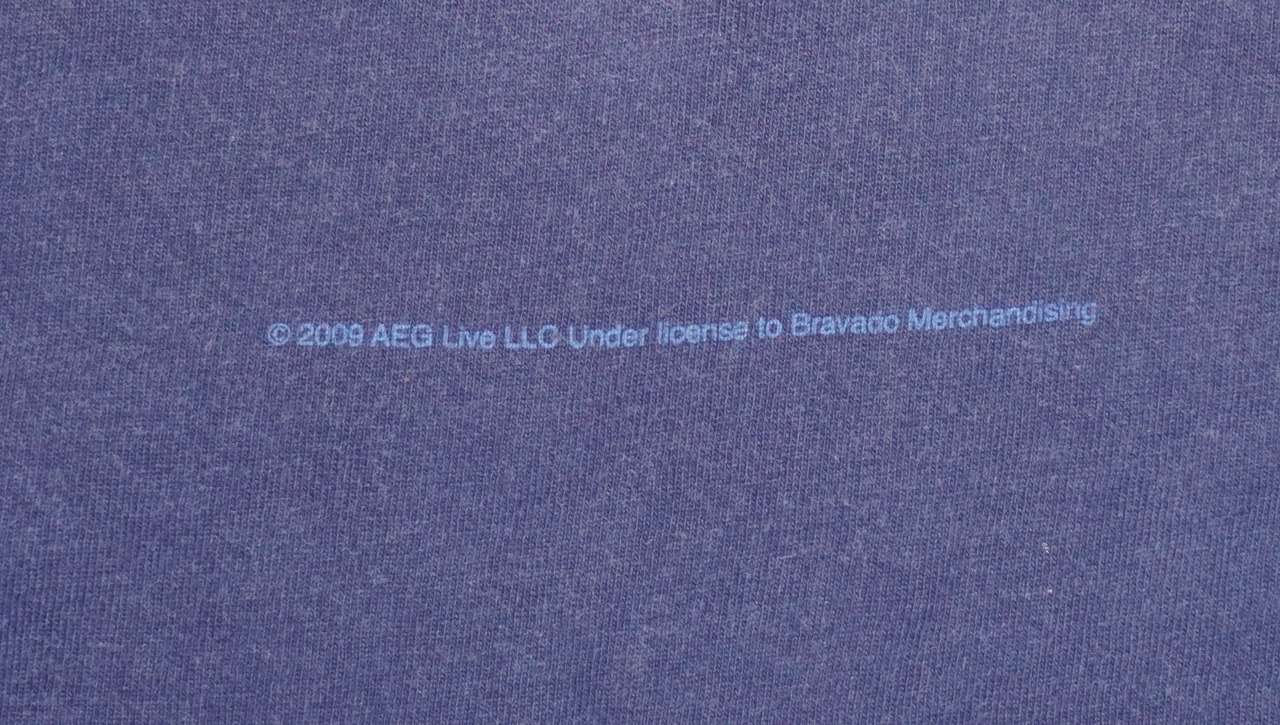 © 2009 AEG Live LLC Under license to Bravado Merchandising